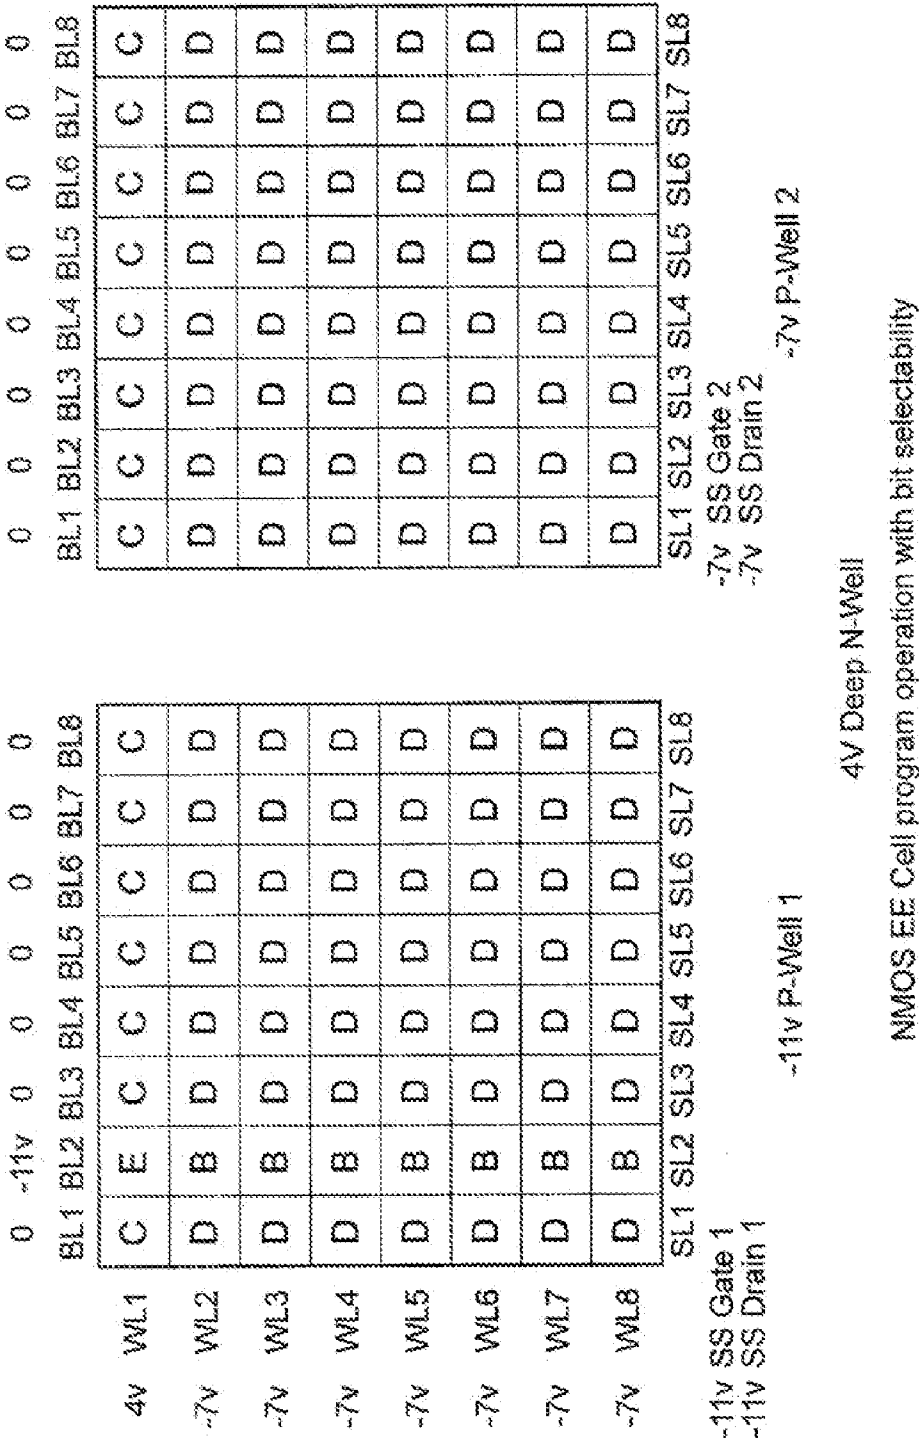 0 -11v 0 0 0 0 0 0 0 0 0 0 0 0 0 0
BL1 BL2 BL3 BL4 BL5 BL6 BL7 BL8 BL1 BL2 BL3 BL4 BL5 BL6 BL7 BL8
4v WL1 C E C C C C C C C C C C C C C C
-7v WL2 D B D D D D D D D D D D D D D D
-7v WL3 D B D D D D D D D D D D D D D D
-7v WL4 D B D D D D D D D D D D D D D D
-7v WL5 D B D D D D D D D D D D D D D D
-7v WL6 D B D D D D D D D D D D D D D D
-7v WL7 D B D D D D D D D D D D D D D D
-7v WL8 D B D D D D D D D D D D D D D D
SL1 SL2 SL3 SL4 SL5 SL6 SL7 SL8 SL1 SL2 SL3 SL4 SL5 SL6 SL7 SL8
-11v SS Gate 1 -7v SS Gate 2
-11v SS Drain 1 -7v SS Drain 2
-11v P-Well 1 -7v P-Well 2
4V Deep N-Well
NMOS EE Cell program operation with bit selectability